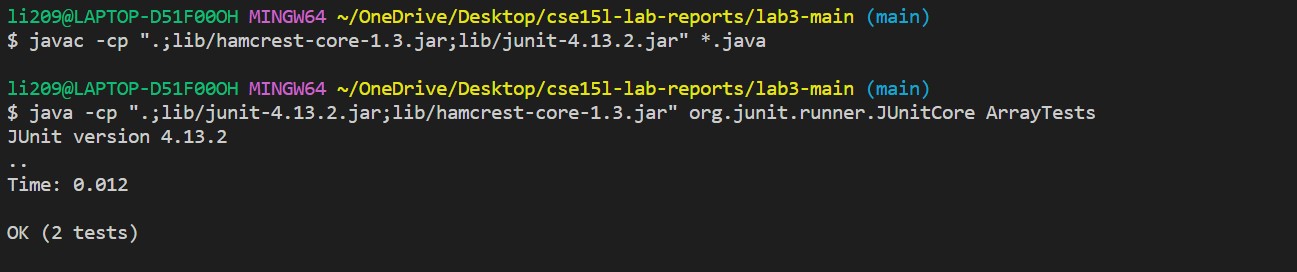 li209@LAPTOP-D51F00OH MINGW64 ~/OneDrive/Desktop/cse15l-lab-reports/lab3-main (main)
$ javac -cp ".;lib/hamcrest-core-1.3.jar;lib/junit-4.13.2.jar" *.java
li209@LAPTOP-D51F00OH MINGW64 ~/OneDrive/Desktop/cse15l-lab-reports/lab3-main (main)
$ java -cp ".;lib/junit-4.13.2.jar;lib/hamcrest-core-1.3.jar" org.junit.runner.JUnitCore ArrayTests
JUnit version 4.13.2
..
Time: 0.012
OK (2 tests)